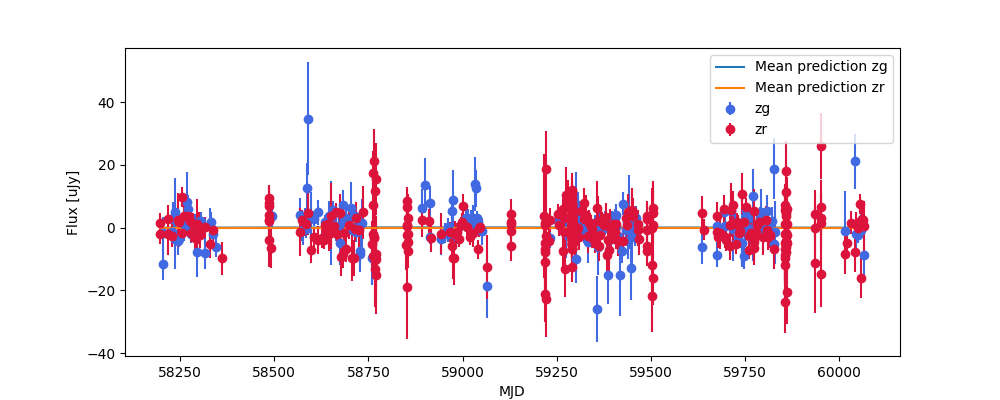 Mean prediction zg
Mean prediction zr
zg
zr
Flux [uJy]
40
20
0
−20
−40
58250
58500
58750
59000
59250
59500
59750
60000
MJD